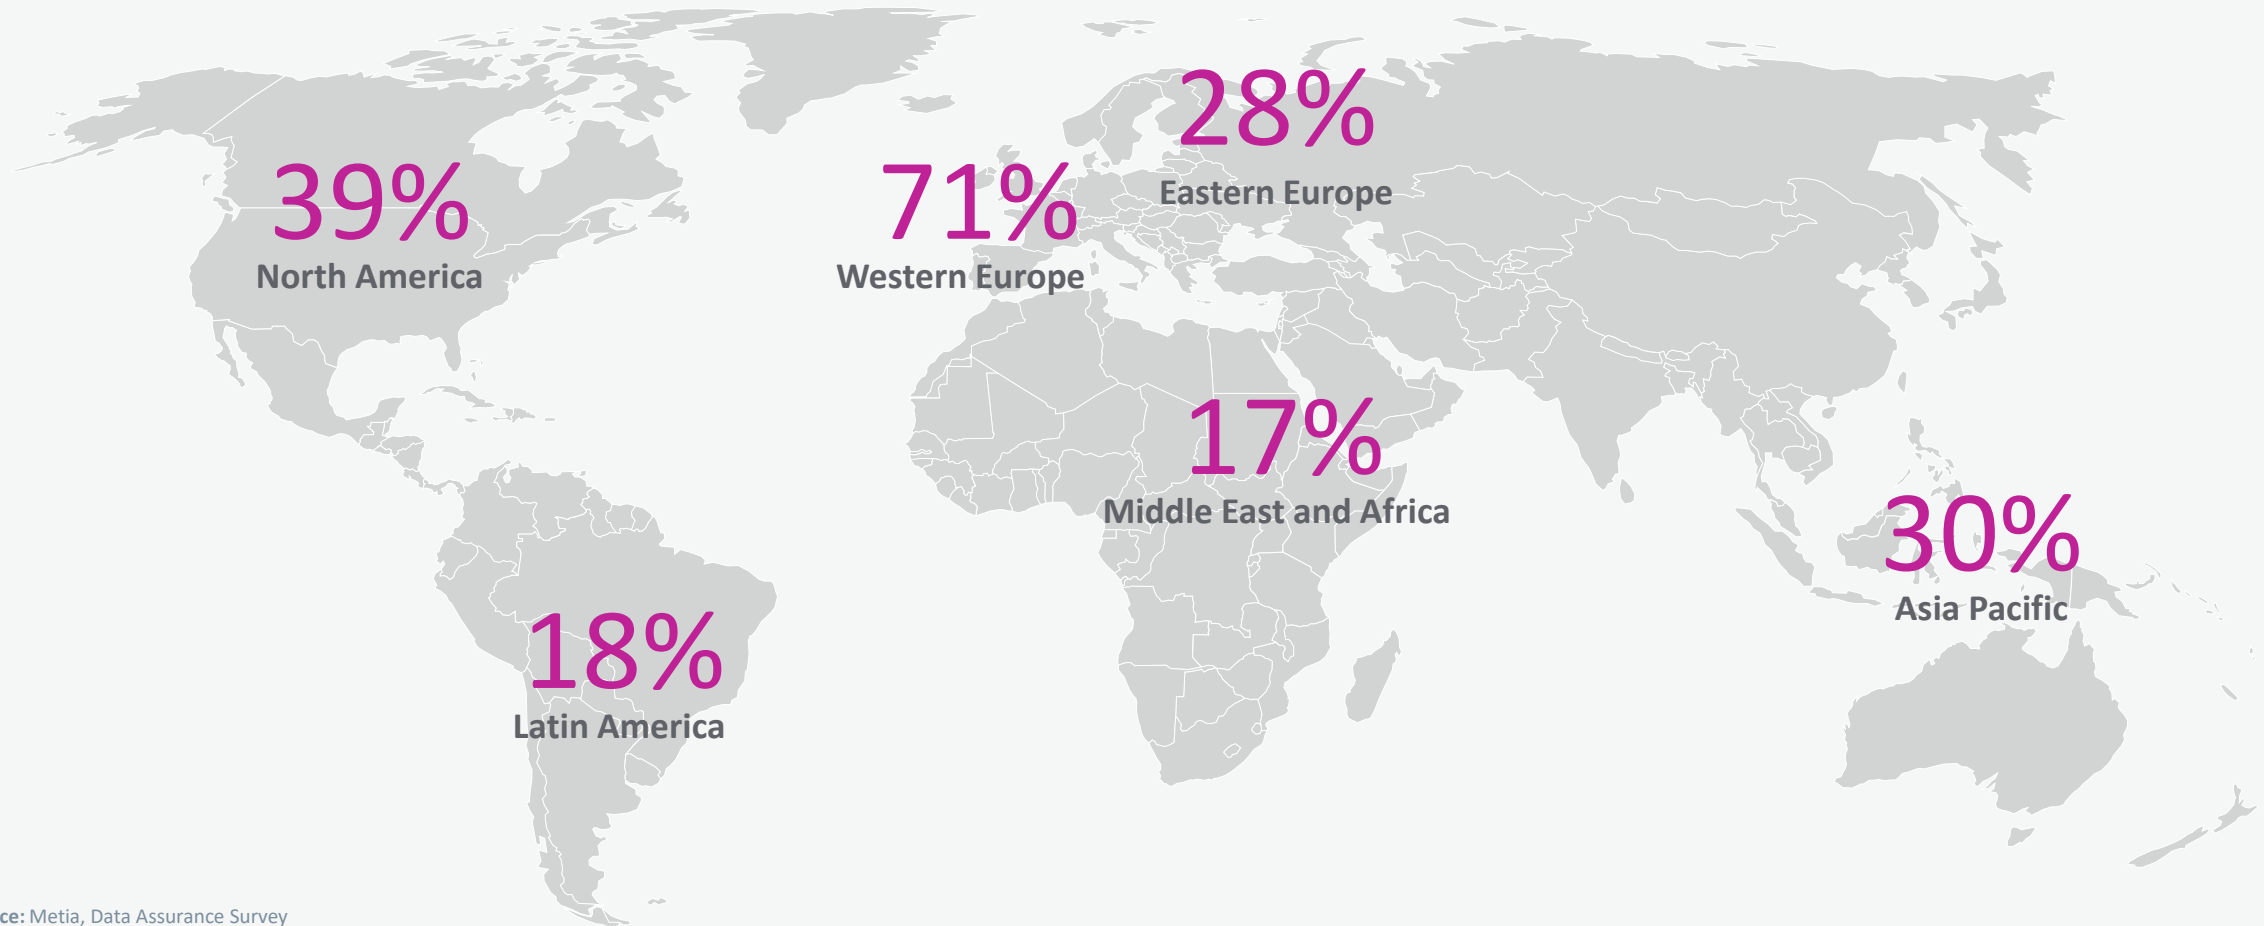 28%
Eastern Europe
39%
North America
71%
Western Europe
17%
Middle East and Africa
30%
Asia Pacific
18%
Latin America
ce: Metia, Data Assurance Survey